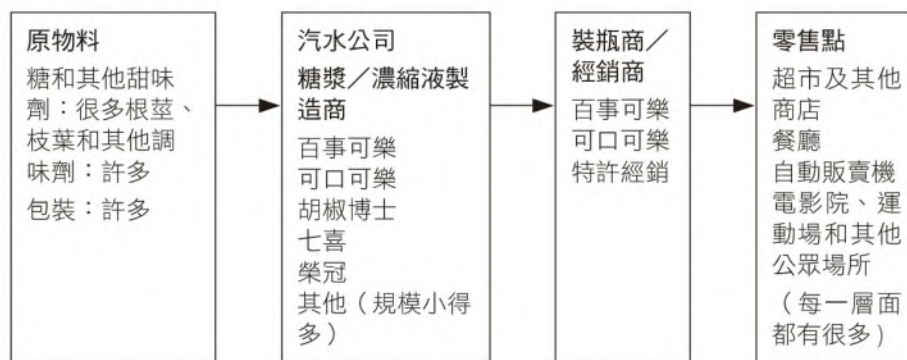 原物料
糖和其他甜味
劑：很多根莖、
枝葉和其他調
味劑：許多
包裝：許多
汽水公司
糖漿／濃縮液製
造商
百事可樂
可口可樂
胡椒博士
七喜
榮冠
其他（規模小得
多）
裝瓶商／
經銷商
百事可樂
可口可樂
特許經銷
零售點
超市及其他
商店
餐廳
自動販賣機
電影院、運
動場和其他
公眾場所
（每一層面
都有很多）